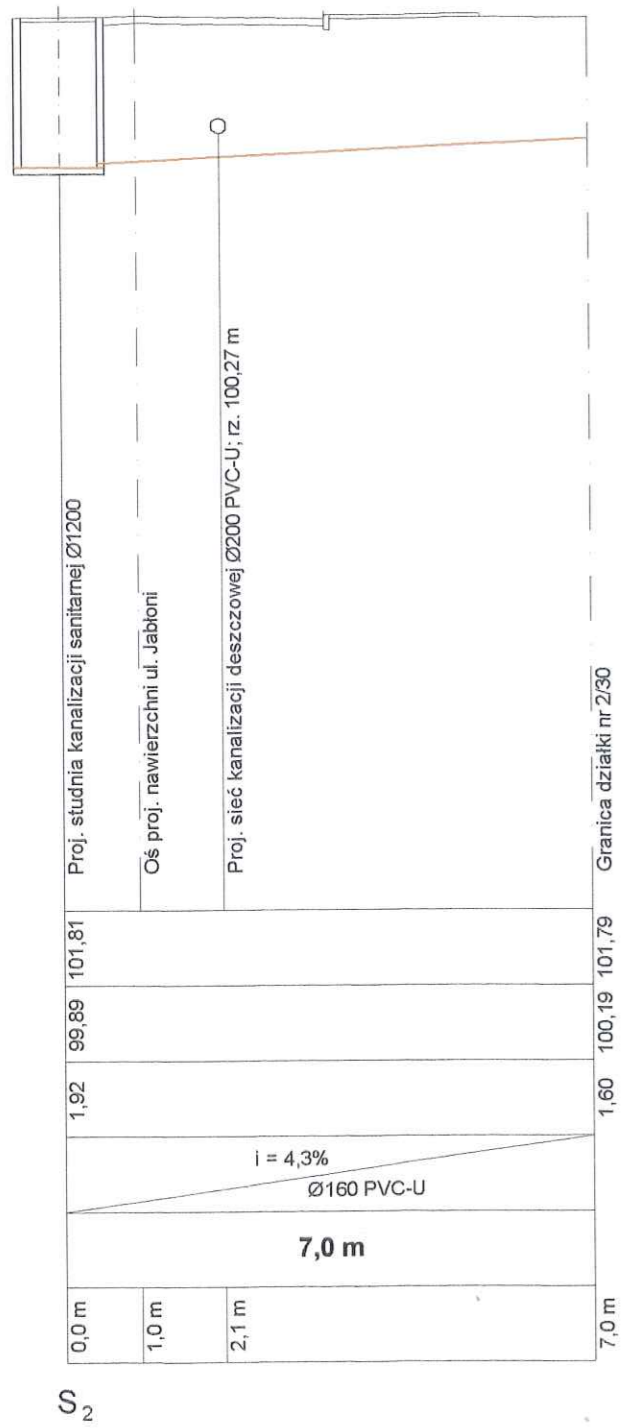 Proj. studnia kanalizacji sanitarnej Ø1200
Oś proj. nawierzchni ul. Jabłoni
Proj. sieć kanalizacji deszczowej Ø200 PVC-U; rz. 100,27 m
Granica działki nr 2/30
101,81
101,79
99,89
100,19
1,92
1,60
i = 4,3%
Ø160 PVC-U
7,0 m
0,0 m
1,0 m
2,1 m
7,0 m
S2